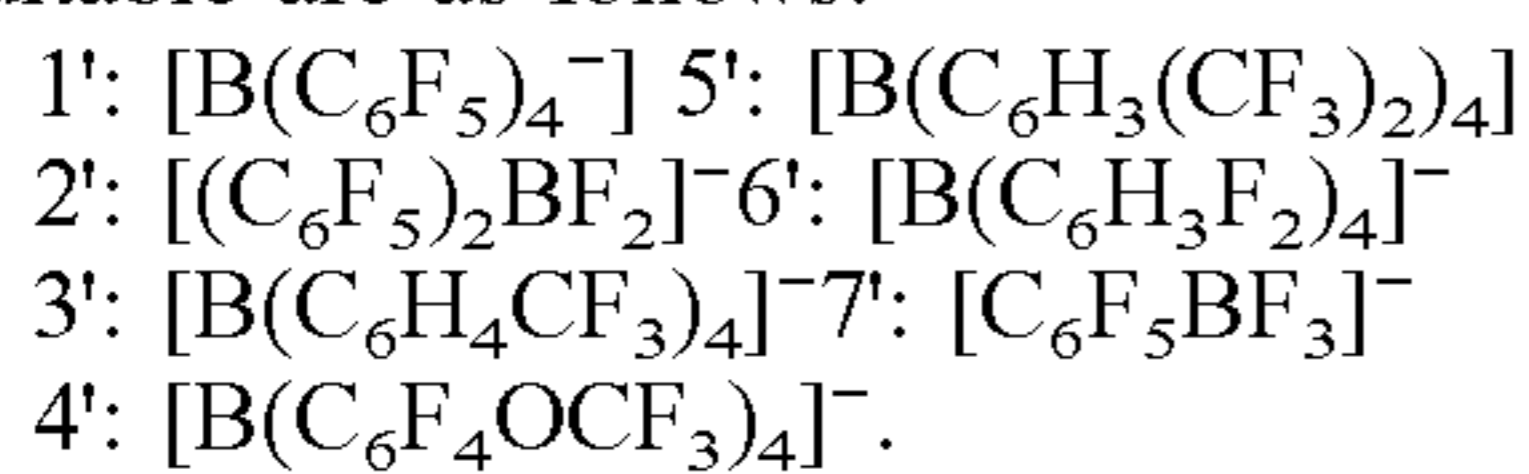 1': [B(C₆F₅)₄⁻] 5': [B(C₆H₃(CF₃)₂)₄]
2': [(C₆F₅)₂BF₂]⁻6': [B(C₆H₃F₂)₄]⁻
3': [B(C₆H₄CF₃)₄]⁻7': [C₆F₅BF₃]⁻
4': [B(C₆F₄OCF₃)₄]⁻.